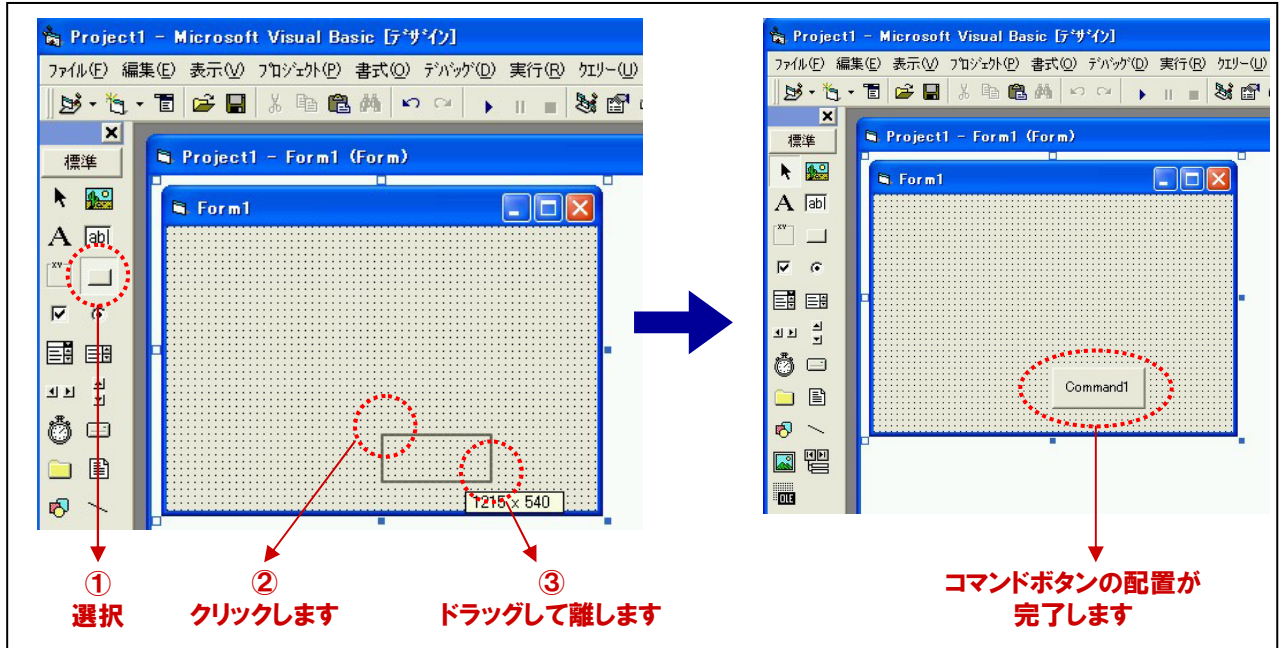 Project1 - Microsoft Visual Basic [ﾃﾞｻﾞｲﾝ]
ﾌｧｲﾙ(F) 編集(E) 表示(V) ﾌﾟﾛｼﾞｪｸﾄ(P) 書式(O) ﾃﾞﾊﾞｯｸﾞ(D) 実行(R) ｸｴﾘｰ(U)
標準
Project1 - Form1 (Form)
Form1
A ab|
xy
1215 x 540
①
選択
②
クリックします
③
ドラッグして離します
Project1 - Microsoft Visual Basic [ﾃﾞｻﾞｲﾝ]
ﾌｧｲﾙ(F) 編集(E) 表示(V) ﾌﾟﾛｼﾞｪｸﾄ(P) 書式(O) ﾃﾞﾊﾞｯｸﾞ(D) 実行(R) ｸｴﾘｰ(U)
標準
Project1 - Form1 (Form)
Form1
A ab|
xy
OLE
Command1
コマンドボタンの配置が
完了します